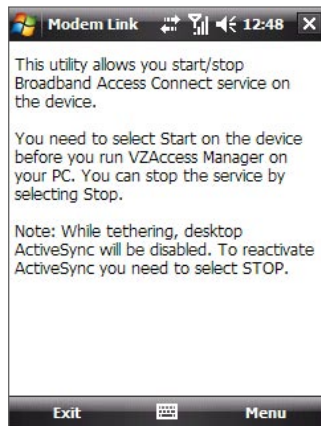 Modem Link 12:48
This utility allows you start/stop
Broadband Access Connect service on
the device.
You need to select Start on the device
before you run VZAccess Manager on
your PC. You can stop the service by
selecting Stop.
Note: While tethering, desktop
ActiveSync will be disabled. To reactivate
ActiveSync you need to select STOP.
Exit Menu